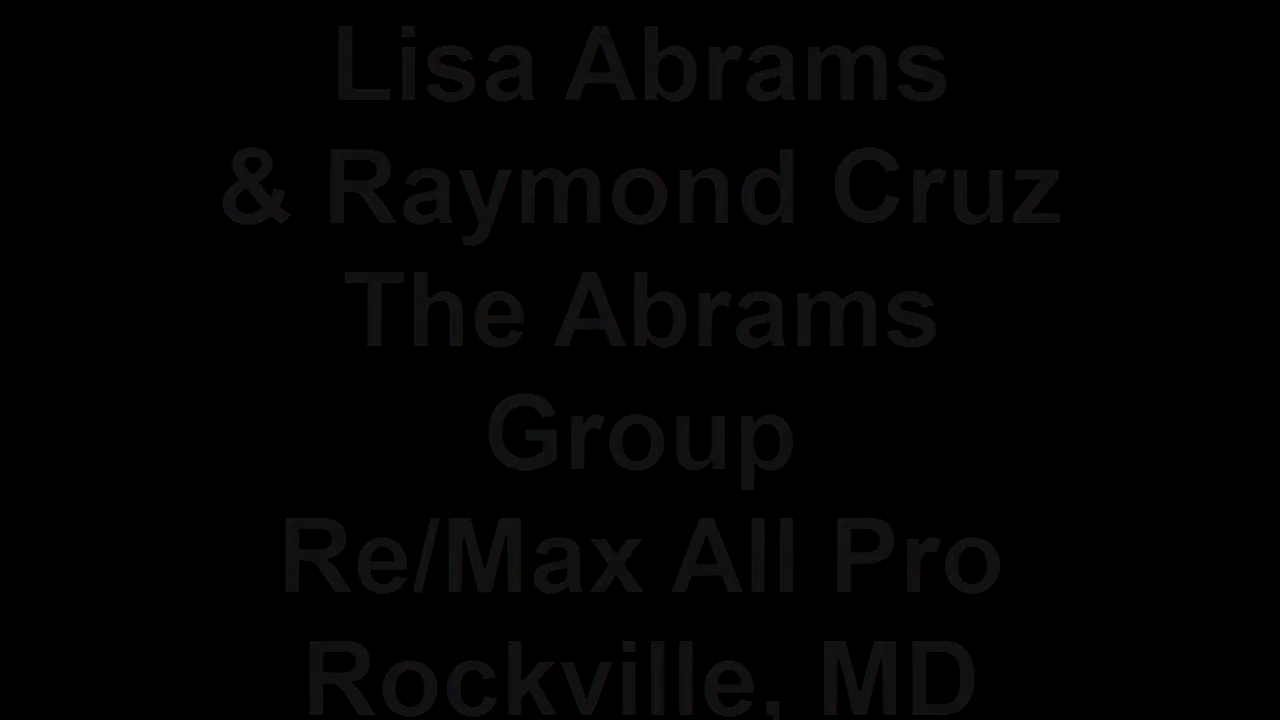 Lisa Abrams
& Raymond Cruz
The Abrams
Group
Re/Max All Pro
Rockville, MD